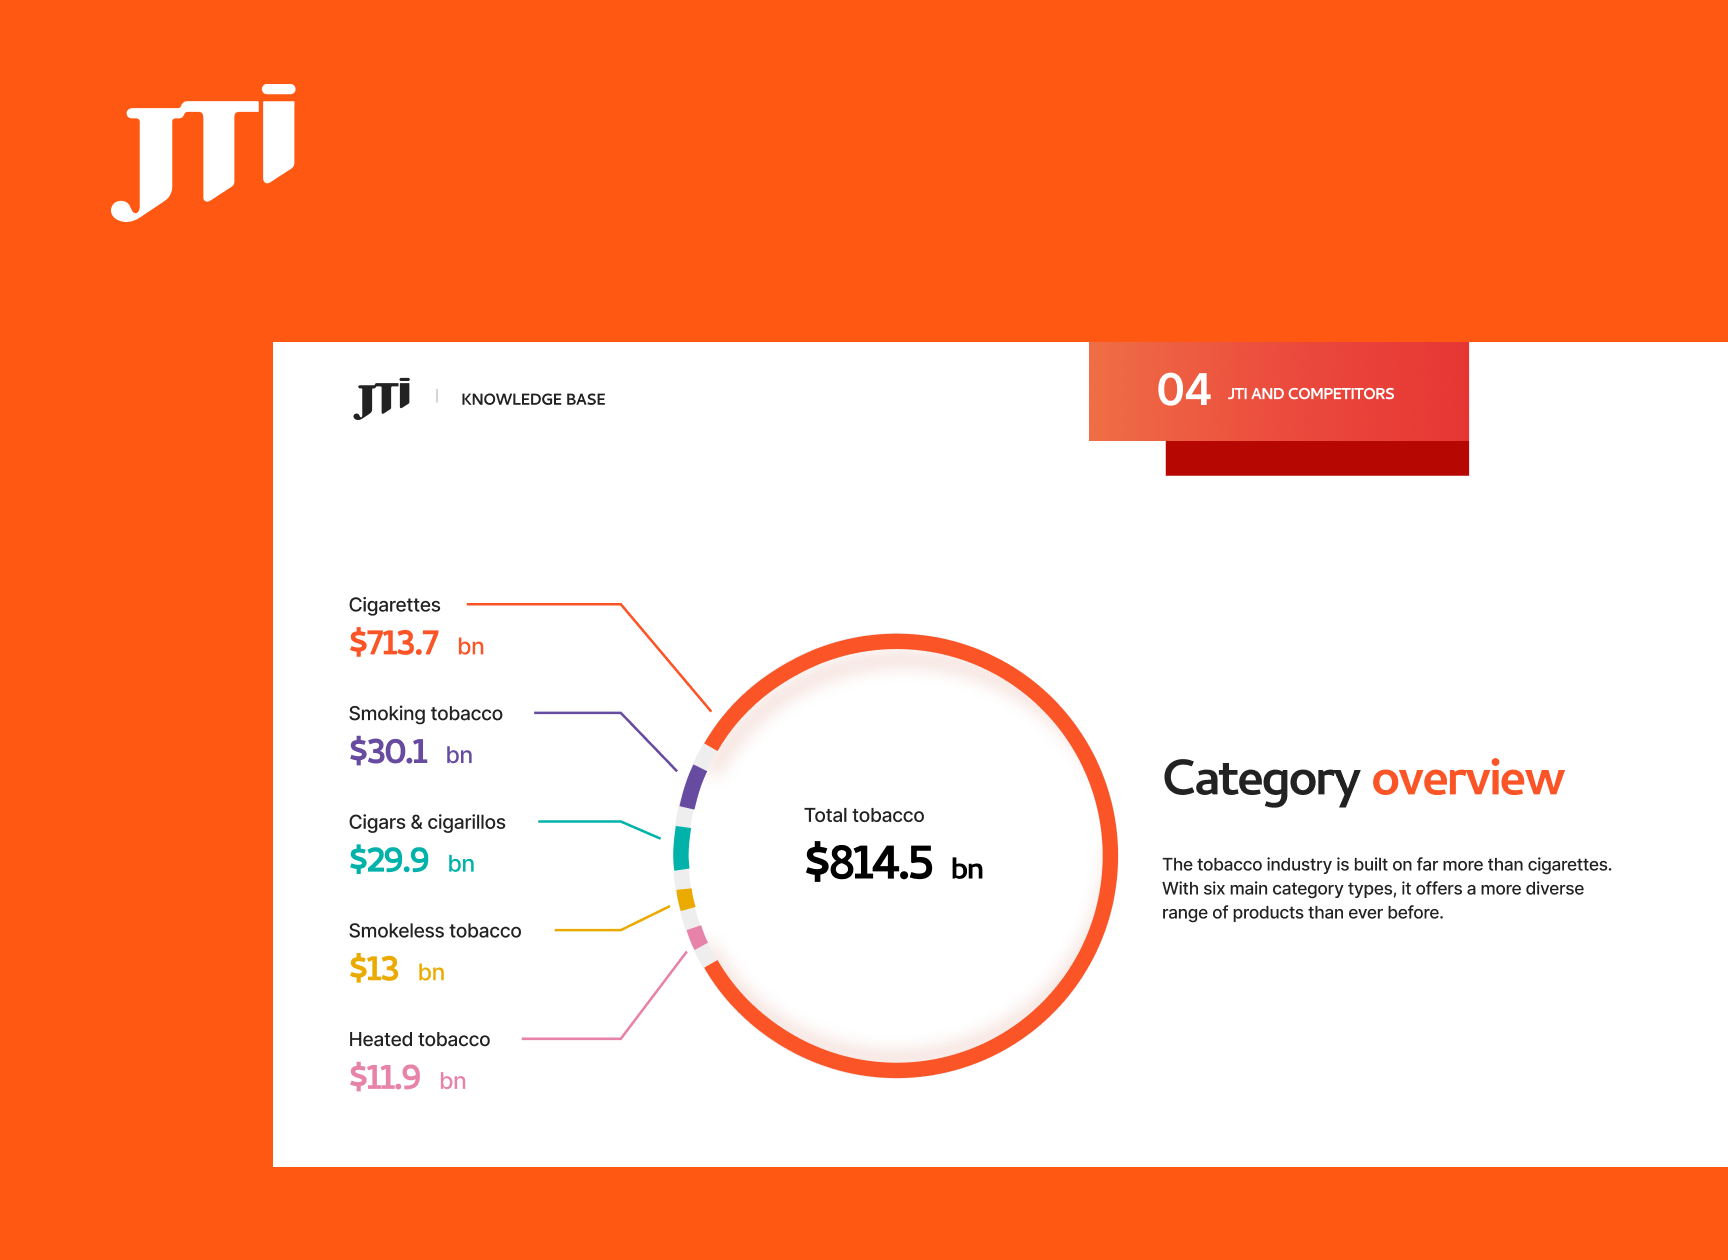 JTi
JTi | KNOWLEDGE BASE
04 JTI AND COMPETITORS
Cigarettes
$713.7 bn
Smoking tobacco
$30.1 bn
Cigars & cigarillos
$29.9 bn
Smokeless tobacco
$13 bn
Heated tobacco
$11.9 bn
Total tobacco
$814.5 bn
Category overview
The tobacco industry is built on far more than cigarettes.
With six main category types, it offers a more diverse
range of products than ever before.